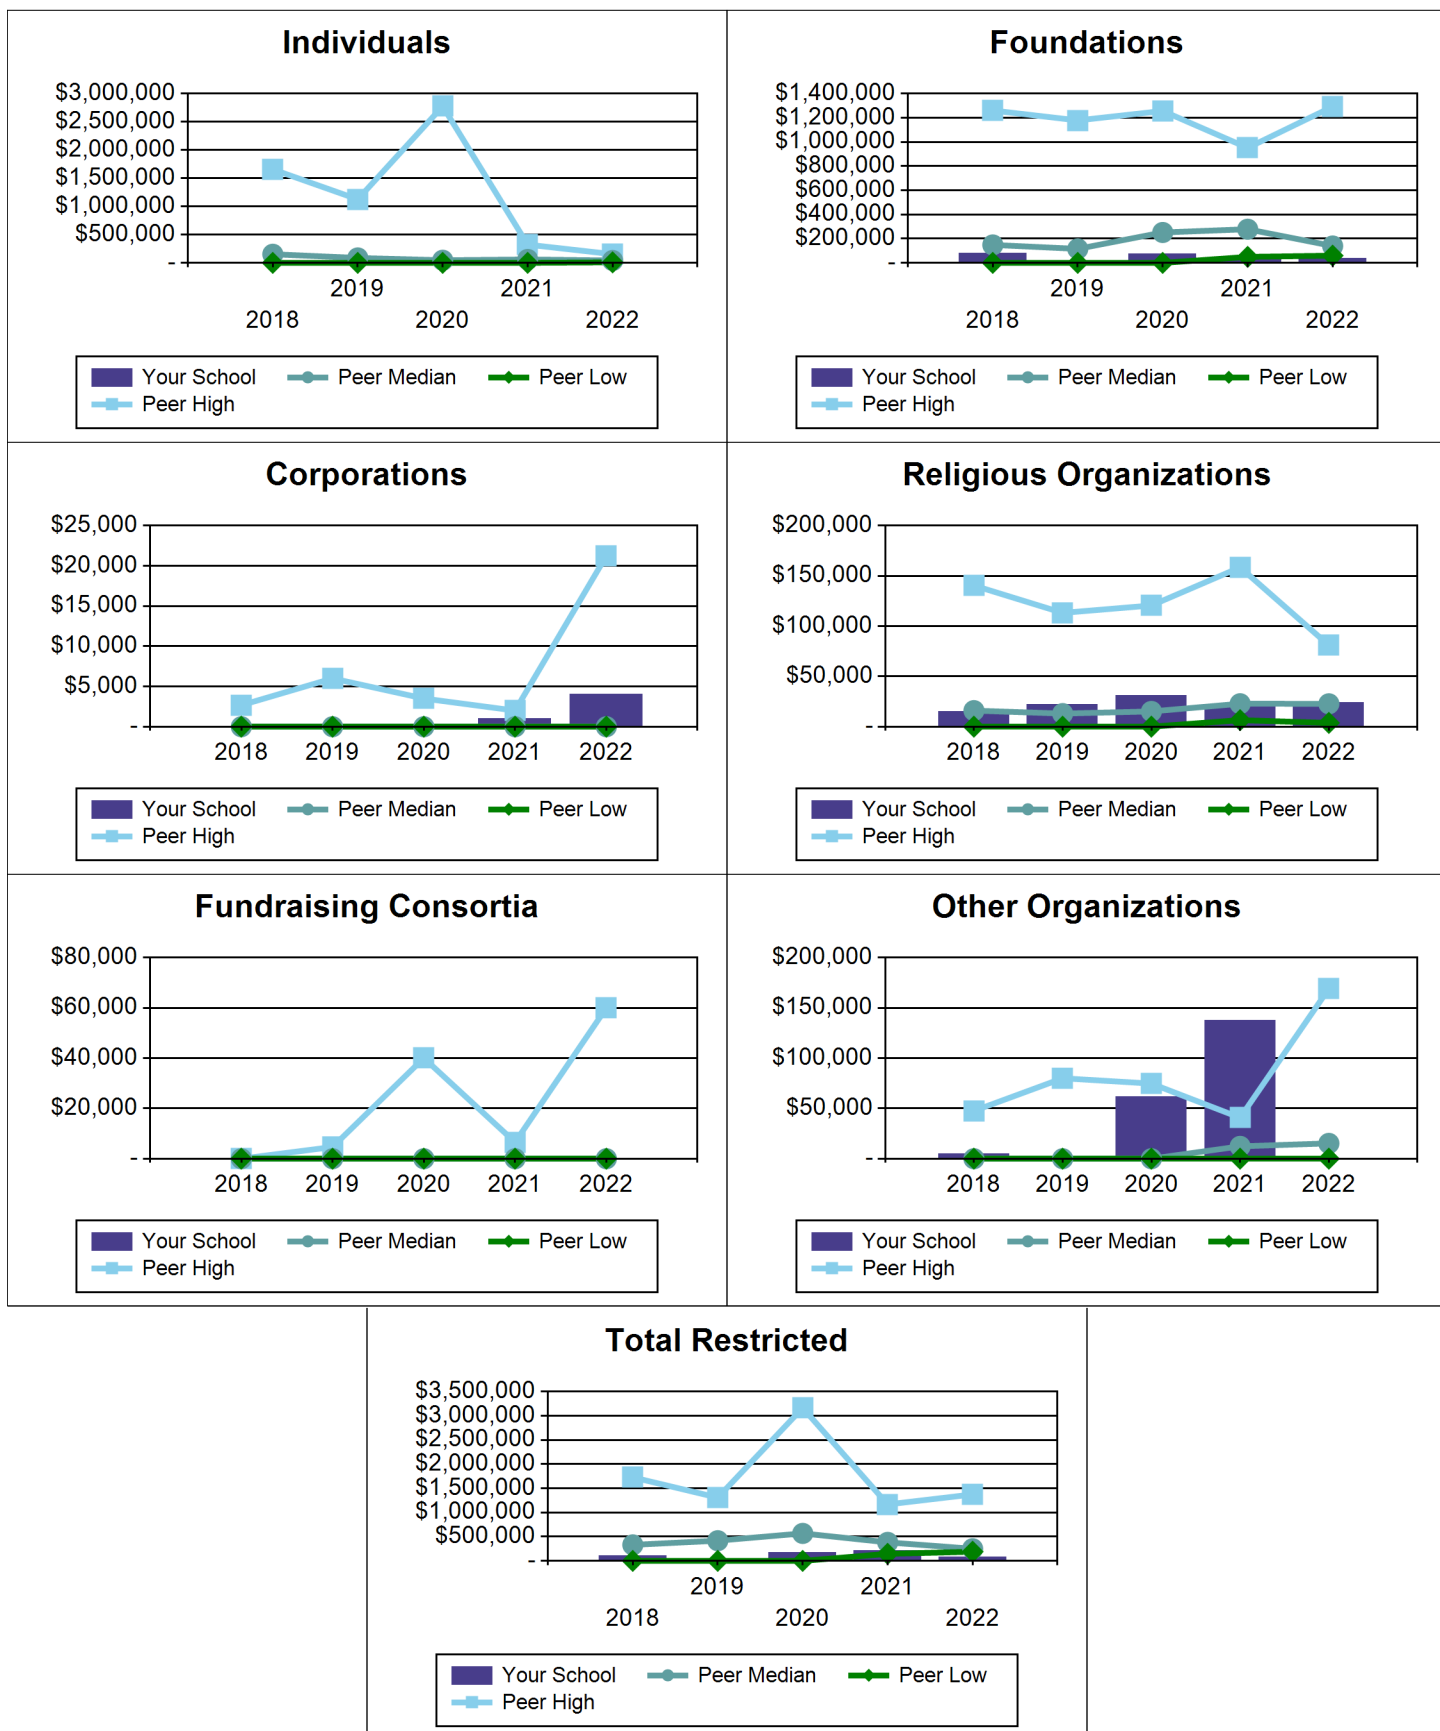 Individuals
$3,000,000
$2,500,000
$2,000,000
$1,500,000
$1,000,000
$500,000
-
2019 2021
2018 2020 2022
Your School Peer Median Peer Low
Peer High
Foundations
$1,400,000
$1,200,000
$1,000,000
$800,000
$600,000
$400,000
$200,000
-
2019 2021
2018 2020 2022
Your School Peer Median Peer Low
Peer High
Corporations
$25,000
$20,000
$15,000
$10,000
$5,000
-
2018 2019 2020 2021 2022
Your School Peer Median Peer Low
Peer High
Religious Organizations
$200,000
$150,000
$100,000
$50,000
-
2018 2019 2020 2021 2022
Your School Peer Median Peer Low
Peer High
Fundraising Consortia
$80,000
$60,000
$40,000
$20,000
-
2018 2019 2020 2021 2022
Your School Peer Median Peer Low
Peer High
Other Organizations
$200,000
$150,000
$100,000
$50,000
-
2018 2019 2020 2021 2022
Your School Peer Median Peer Low
Peer High
Total Restricted
$3,500,000
$3,000,000
$2,500,000
$2,000,000
$1,500,000
$1,000,000
$500,000
-
2019 2021
2018 2020 2022
Your School Peer Median Peer Low
Peer High